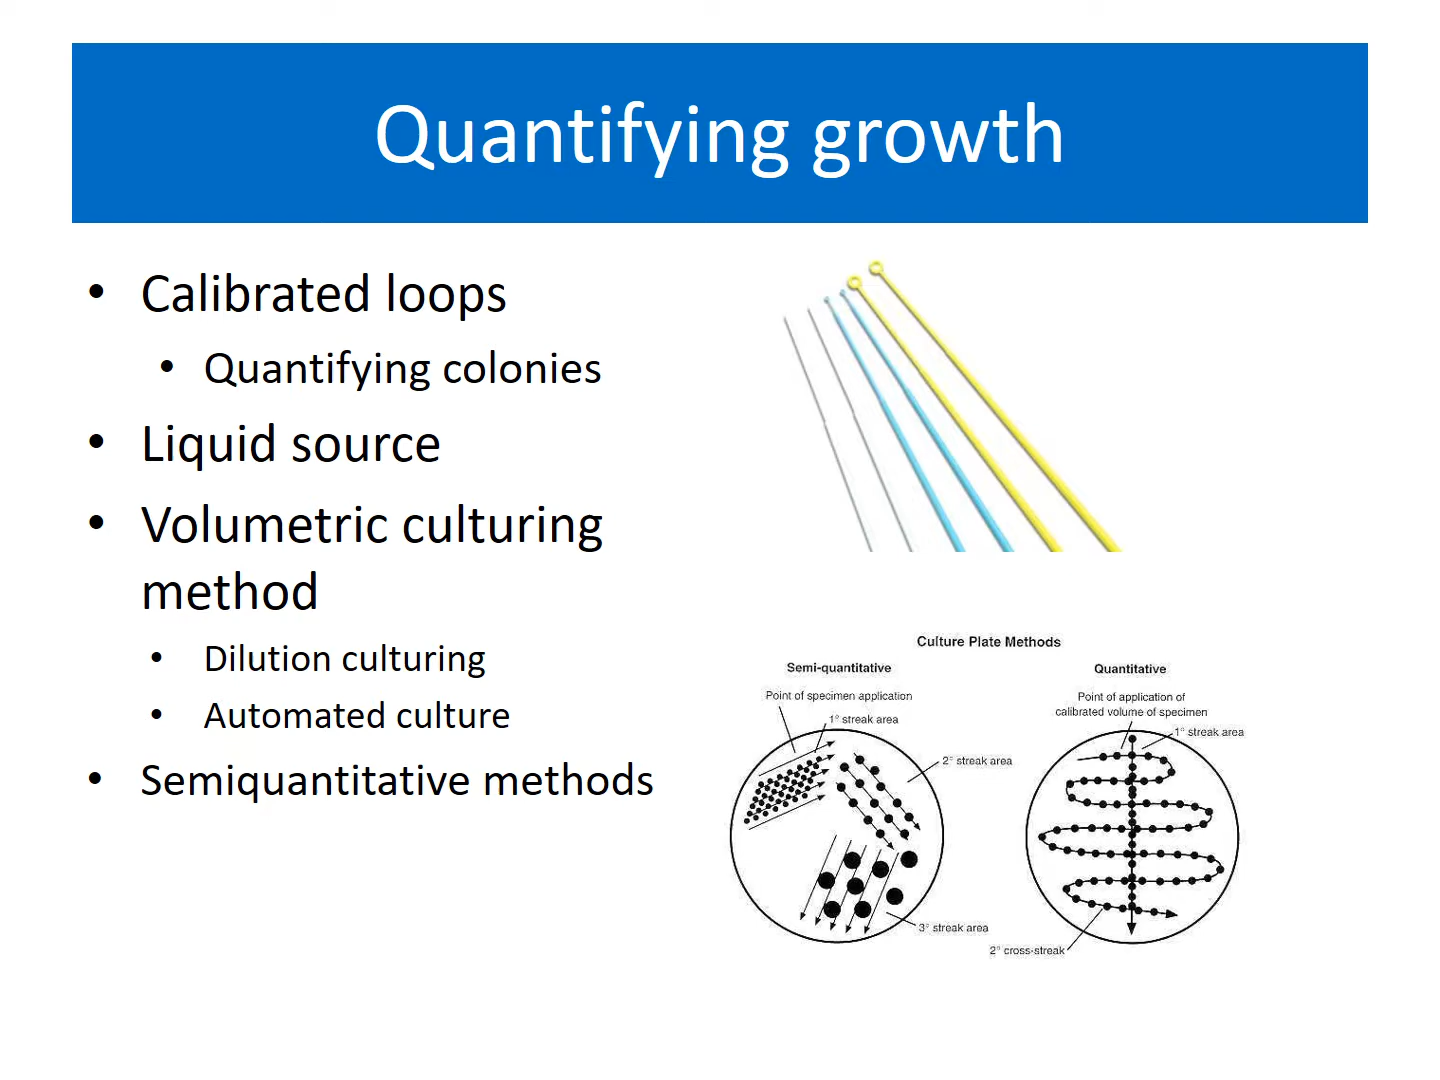 Quantifying growth
• Calibrated loops
• Quantifying colonies
• Liquid source
• Volumetric culturing
method
• Dilution culturing
• Automated culture
• Semiquantitative methods
Culture Plate Methods
Semi-quantitative
Point of specimen application
1° streak area
2° streak area
3° streak area
Quantitative
Point of application of
calibrated volume of specimen
1° streak area
2° cross-streak